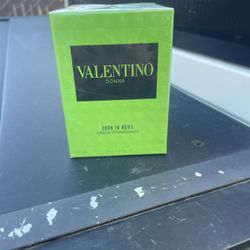 VALENTINO
DONNA
BORN IN ROMA
GREEN STRAVAGANZA